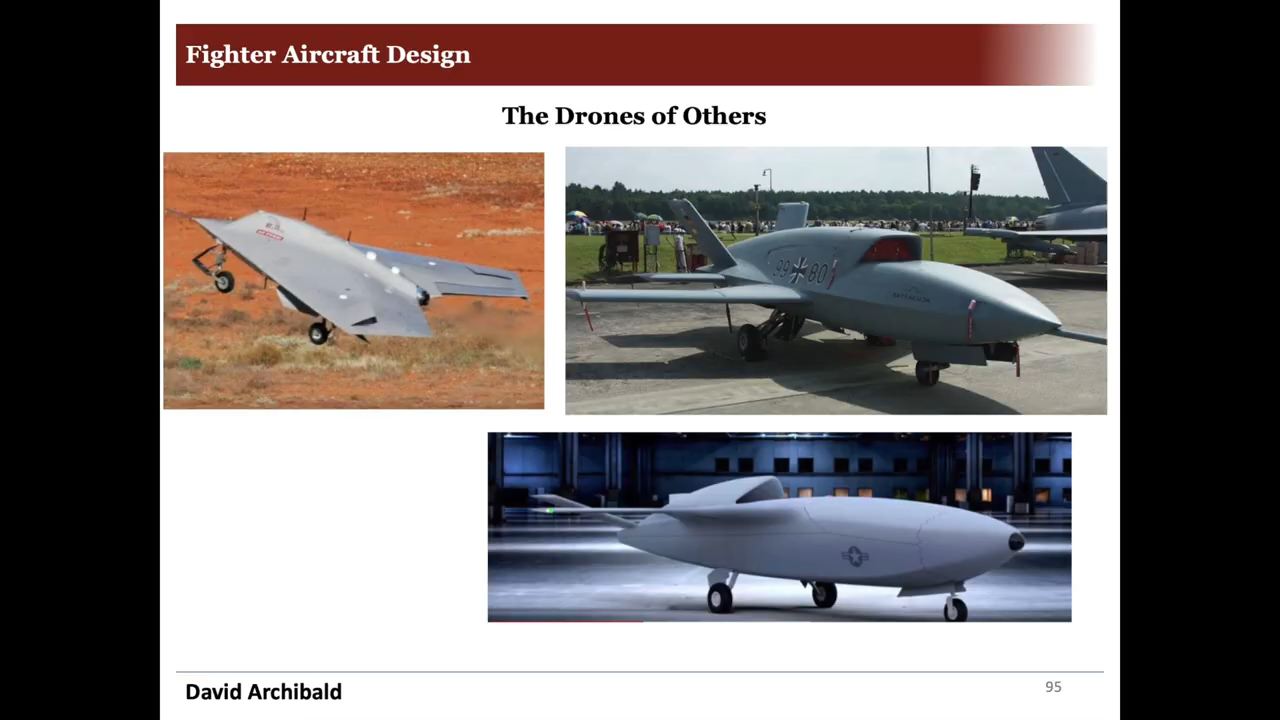 Fighter Aircraft Design
The Drones of Others
99 80
David Archibald
95